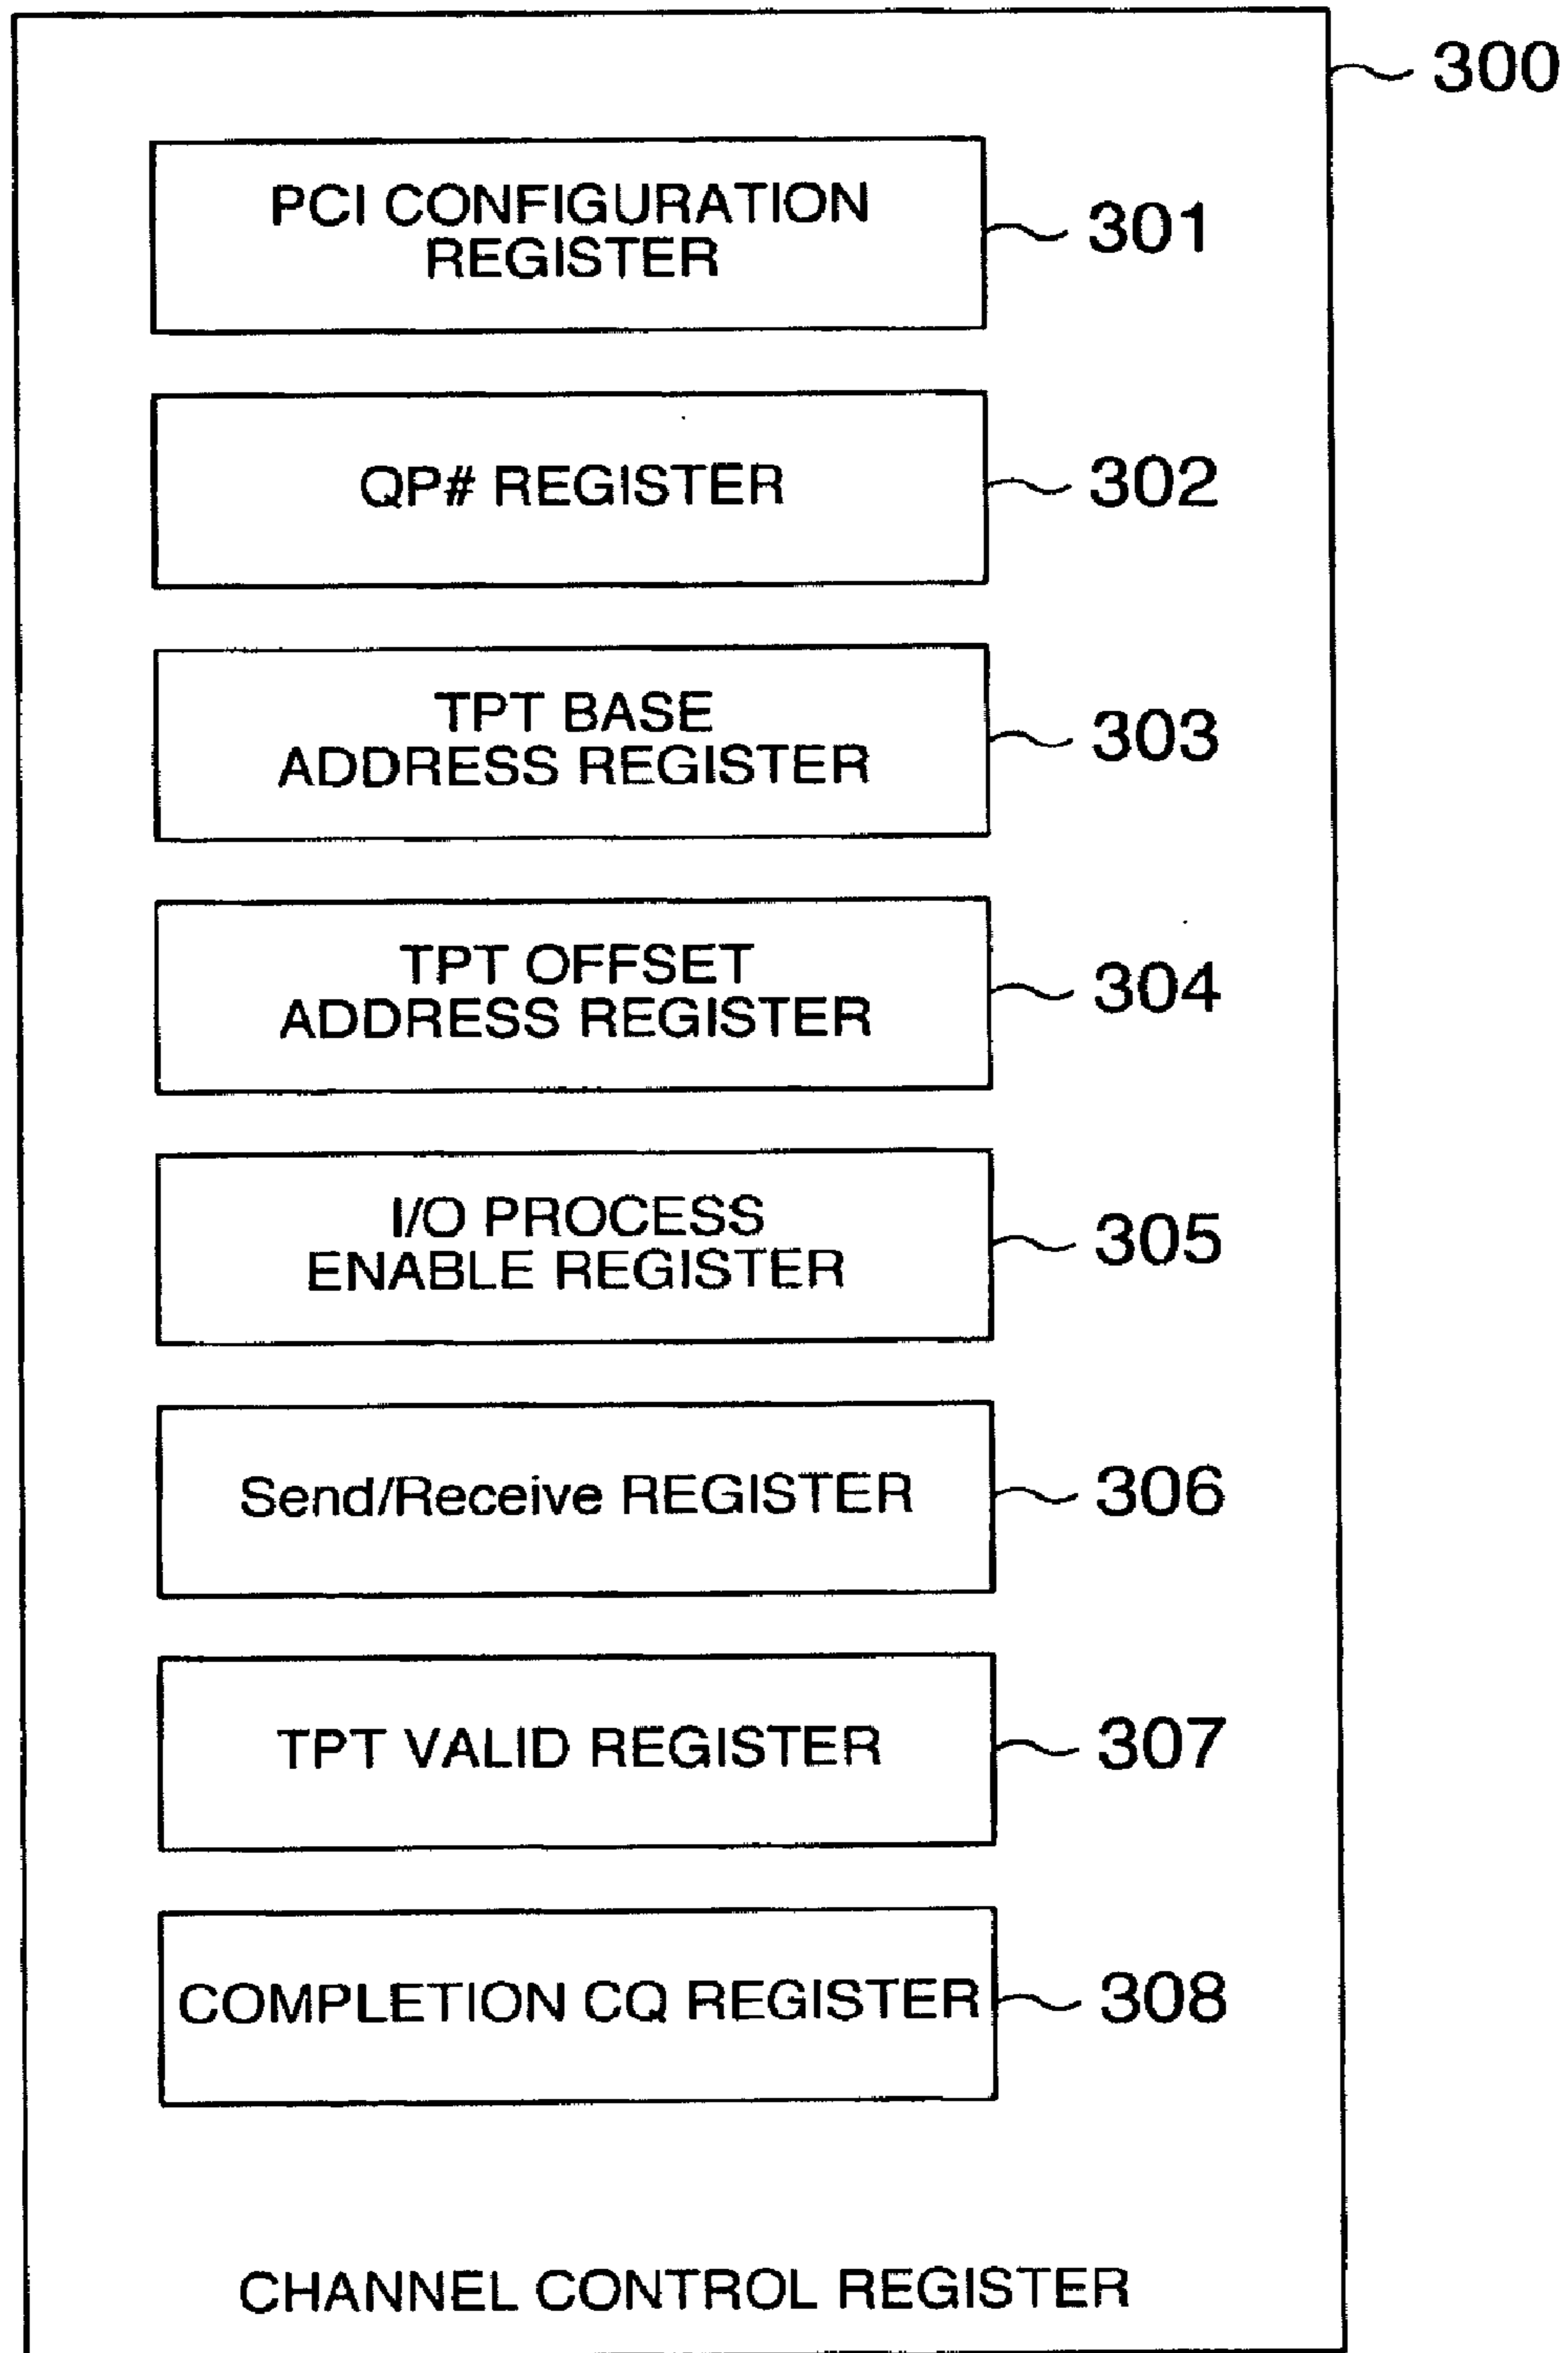 300
PCI CONFIGURATION
REGISTER
301
QP# REGISTER
302
TPT BASE
ADDRESS REGISTER
303
TPT OFFSET
ADDRESS REGISTER
304
I/O PROCESS
ENABLE REGISTER
305
Send/Receive REGISTER
306
TPT VALID REGISTER
307
COMPLETION CQ REGISTER
308
CHANNEL CONTROL REGISTER